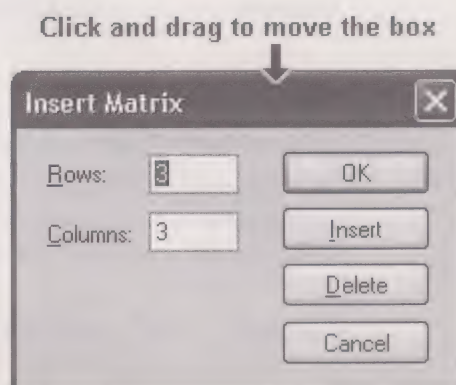 Click and drag to move the box
Insert Matrix
Rows: 3
OK
Columns: 3
Insert
Delete
Cancel